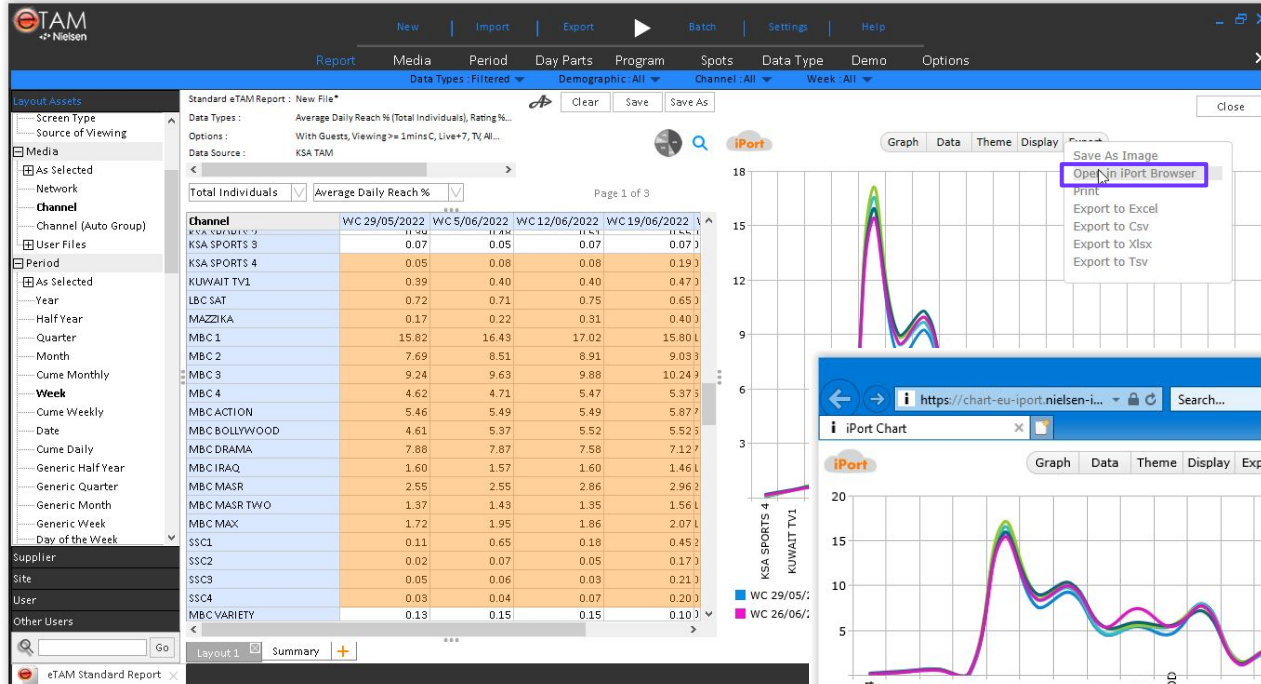 eTAM
Nielsen
New | Import | Export Batch | Settings | Help
Report Media Period Day Parts Program Spots Data Type Demo Options
Data Types : Filtered Demographic : All Channel : All Week : All
Layout Assets
Screen Type
Source of Viewing
Media
As Selected
Network
Channel
Channel (Auto Group)
User Files
Period
As Selected
Year
Half Year
Quarter
Month
Cume Monthly
Week
Cume Weekly
Date
Cume Daily
Generic Half Year
Generic Quarter
Generic Month
Generic Week
Day of the Week
Supplier
Site
User
Other Users
Go
eTAM Standard Report
Standard eTAM Report : New File*
Clear Save Save As
Data Types : Average Daily Reach % (Total Individuals), Rating %...
Options : With Guests, Viewing >= 1mins C, Live+7, TV, All...
Data Source : KSA TAM
Total Individuals Average Daily Reach % Page 1 of 3
Channel WC 29/05/2022 WC 5/06/2022 WC 12/06/2022 WC 19/06/2022
KSA SPORTS 3 0.07 0.05 0.07 0.07
KSA SPORTS 4 0.05 0.08 0.08 0.19
KUWAIT TV1 0.39 0.40 0.40 0.47
LBC SAT 0.72 0.71 0.75 0.65
MAZZIKA 0.17 0.22 0.31 0.40
MBC 1 15.82 16.43 17.02 15.80
MBC 2 7.69 8.51 8.91 9.03
MBC 3 9.24 9.63 9.88 10.24
MBC 4 4.62 4.71 5.47 5.37
MBC ACTION 5.46 5.49 5.49 5.87
MBC BOLLYWOOD 4.61 5.37 5.52 5.52
MBC DRAMA 7.88 7.87 7.58 7.12
MBC IRAQ 1.60 1.57 1.60 1.46
MBC MASR 2.55 2.55 2.86 2.96
MBC MASR TWO 1.37 1.43 1.35 1.56
MBC MAX 1.72 1.95 1.86 2.07
SSC1 0.11 0.65 0.18 0.45
SSC2 0.02 0.07 0.05 0.17
SSC3 0.05 0.06 0.03 0.21
SSC4 0.03 0.04 0.07 0.20
MBC VARIETY 0.13 0.15 0.15 0.10
Layout 1 Summary +
Close
iPort Graph Data Theme Display Export
Save As Image
Open in iPort Browser
Print
Export to Excel
Export to Csv
Export to Xlsx
Export to Tsv
18
15
12
9
6
3
KSA SPORTS 4
KUWAIT TV1
WC 29/05/2
WC 26/06/2
https://chart-eu-iport.nielsen-i... Search...
iPort Chart
iPort Graph Data Theme Display Exp
20
15
10
5